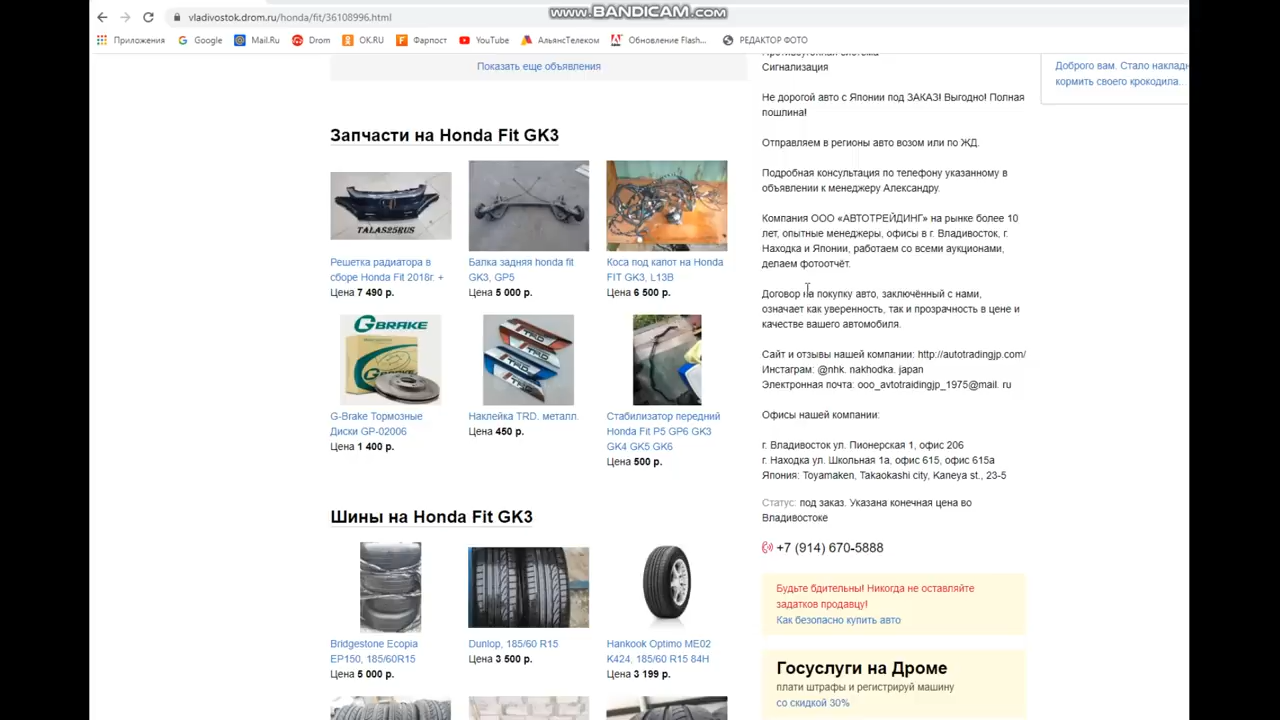 www.BANDICAM.com
vladivostok.drom.ru/honda/fit/36108996.html
Приложения Google Mail.Ru Drom OK.RU Фарпост YouTube АльянсТелеком Обновление Flash... РЕДАКТОР ФОТО
Показать еще объявления
Запчасти на Honda Fit GK3
TALAS25RUS
Решетка радиатора в
сборе Honda Fit 2018г. +
Цена 7 490 р.
Балка задняя honda fit
GK3, GP5
Цена 5 000 р.
Коса под капот на Honda
FIT GK3, L13B
Цена 6 500 р.
G-BRAKE
G-Brake Тормозные
Диски GP-02006
Цена 1 400 р.
TRD
Наклейка TRD. металл.
Цена 450 р.
Стабилизатор передний
Honda Fit P5 GP6 GK3
GK4 GK5 GK6
Цена 500 р.
Шины на Honda Fit GK3
Bridgestone Ecopia
EP150, 185/60R15
Цена 5 000 р.
Dunlop, 185/60 R15
Цена 3 500 р.
Hankook Optimo ME02
K424, 185/60 R15 84H
Цена 3 199 р.
Сигнализация
Не дорогой авто с Японии под ЗАКАЗ! Выгодно! Полная
пошлина!
Отправляем в регионы авто возом или по ЖД.
Подробная консультация по телефону указанному в
объявлении к менеджеру Александру.
Компания ООО «АВТОТРЕЙДИНГ» на рынке более 10
лет, опытные менеджеры, офисы в г. Владивосток, г.
Находка и Японии, работаем со всеми аукционами,
делаем фотоотчёт.
Договор на покупку авто, заключённый с нами,
означает как уверенность, так и прозрачность в цене и
качестве вашего автомобиля.
Сайт и отзывы нашей компании: http://autotradingjp.com/
Инстаграм: @nhk. nakhodka. japan
Электронная почта: ooo_avtotraidingjp_1975@mail. ru
Офисы нашей компании:
г. Владивосток ул. Пионерская 1, офис 206
г. Находка ул. Школьная 1а, офис 615, офис 615а
Япония: Toyamaken, Takaokashi city, Kaneya st., 23-5
Статус: под заказ. Указана конечная цена во
Владивостоке
+7 (914) 670-5888
Будьте бдительны! Никогда не оставляйте
задатков продавцу!
Как безопасно купить авто
Госуслуги на Дроме
плати штрафы и регистрируй машину
со скидкой 30%
Доброго вам. Стало накладн
кормить своего крокодила...